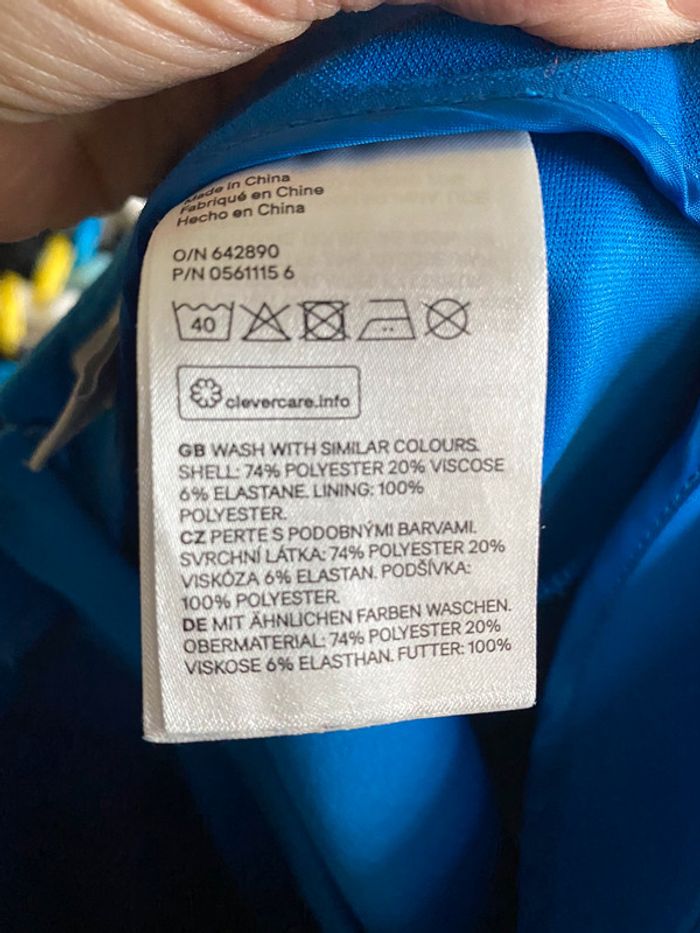 Made in China
Fabriqué en Chine
Hecho en China
O/N 642890
P/N 0561115 6
40
clevercare.info
GB WASH WITH SIMILAR COLOURS.
SHELL: 74% POLYESTER 20% VISCOSE
6% ELASTANE. LINING: 100%
POLYESTER.
CZ PERTE S PODOBNÝMI BARVAMI.
SVRCHNÍ LÁTKA: 74% POLYESTER 20%
VISKÓZA 6% ELASTAN. PODŠÍVKA:
100% POLYESTER.
DE MIT ÄHNLICHEN FARBEN WASCHEN.
OBERMATERIAL: 74% POLYESTER 20%
VISKOSE 6% ELASTHAN. FUTTER: 100%